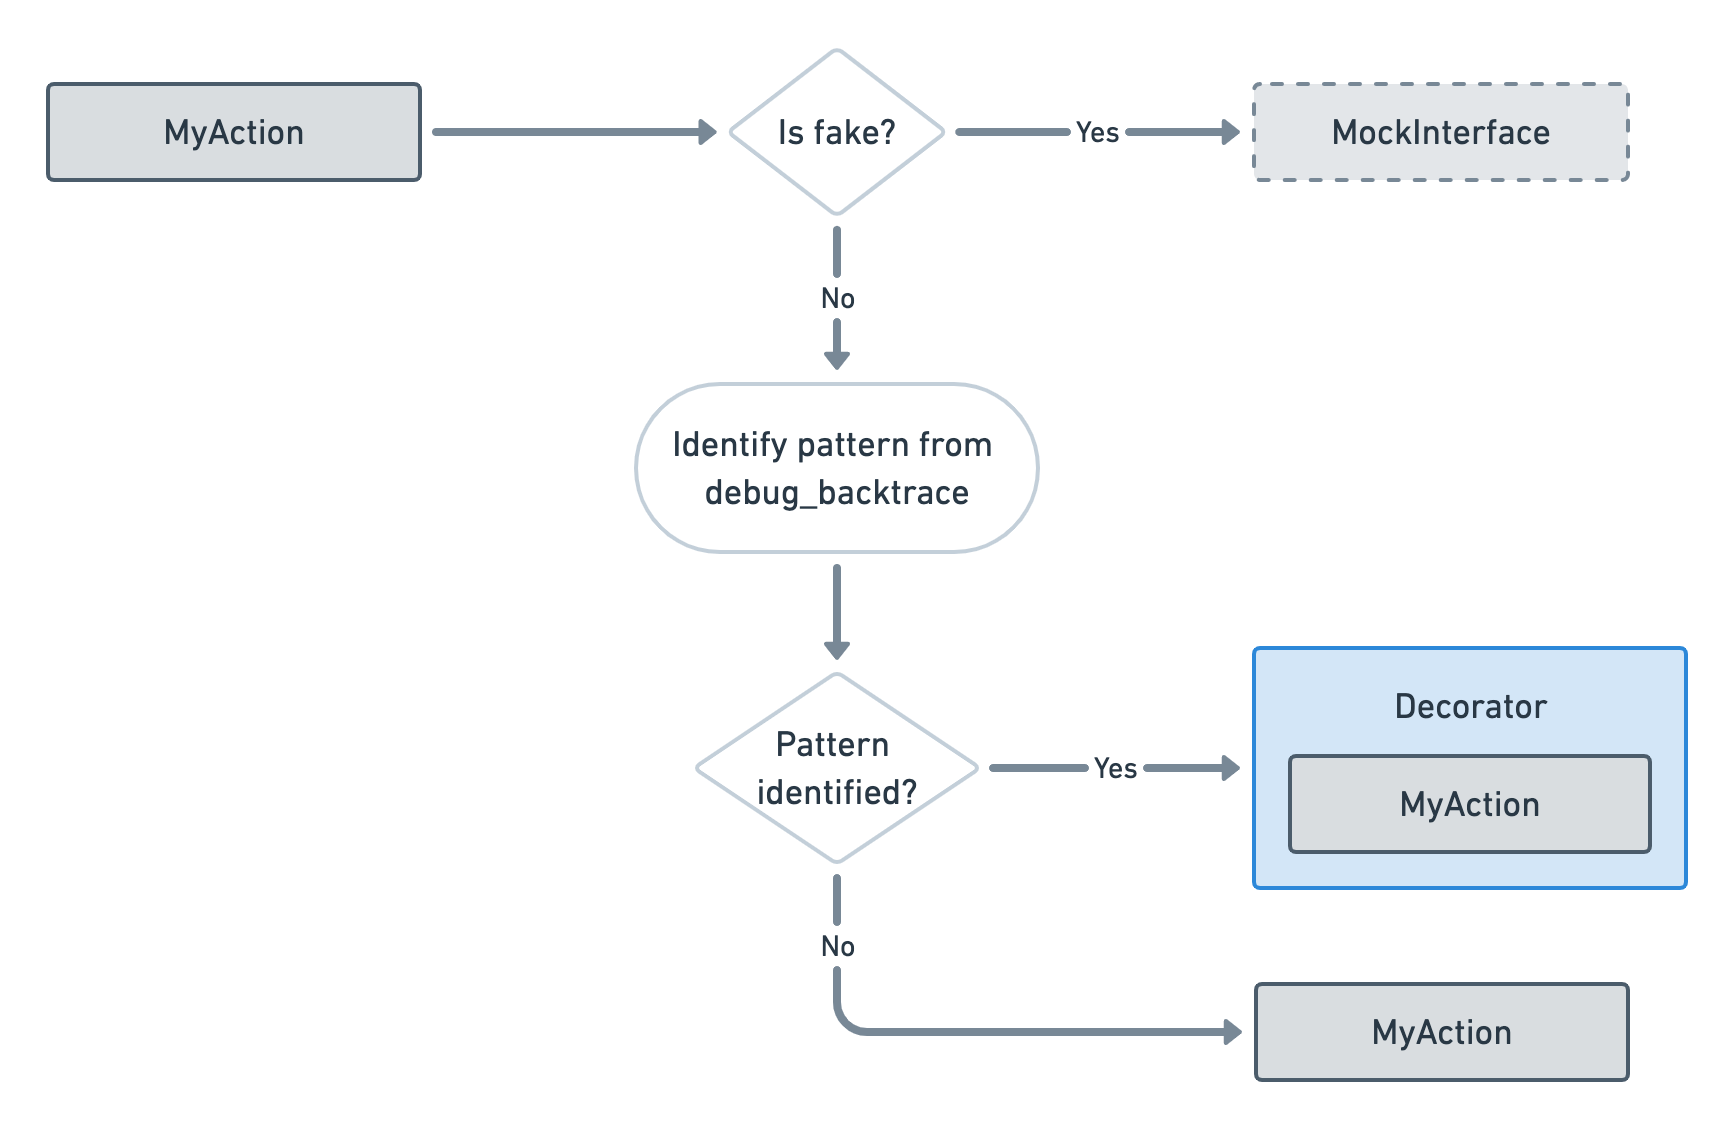 MyAction
Is fake?
Yes
MockInterface
No
Identify pattern from
debug_backtrace
Pattern
identified?
Yes
Decorator
MyAction
No
MyAction